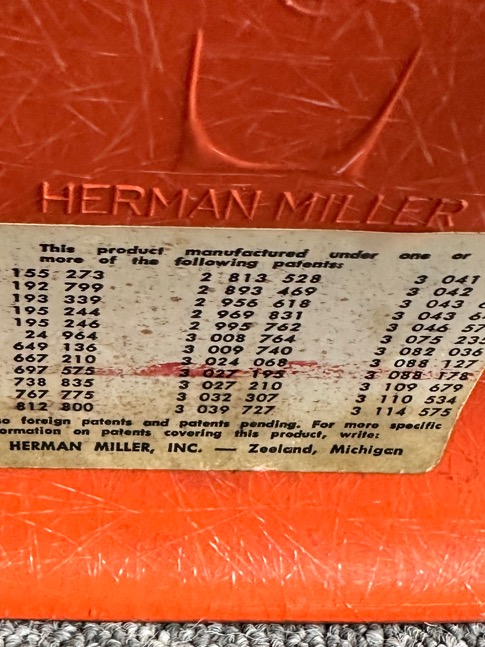 HERMAN MILLER
This product manufactured under one or
more of the following patents:
155 273 2 813 528 3 041
192 799 2 893 469 3 042
193 339 2 956 618 3 043
195 244 2 969 831 3 043
195 246 2 995 762 3 046
24 964 3 008 764 3 075
649 136 3 009 740 3 082 036
667 210 3 024 068 3 088 127
697 575 3 027 195 3 088 178
738 835 3 027 210 3 109 679
767 775 3 032 307 3 110 534
812 800 3 039 727 3 114 575
so foreign patents and patents pending. For more specific
ormation on patents covering this product, write:
HERMAN MILLER, INC. — Zeeland, Michigan